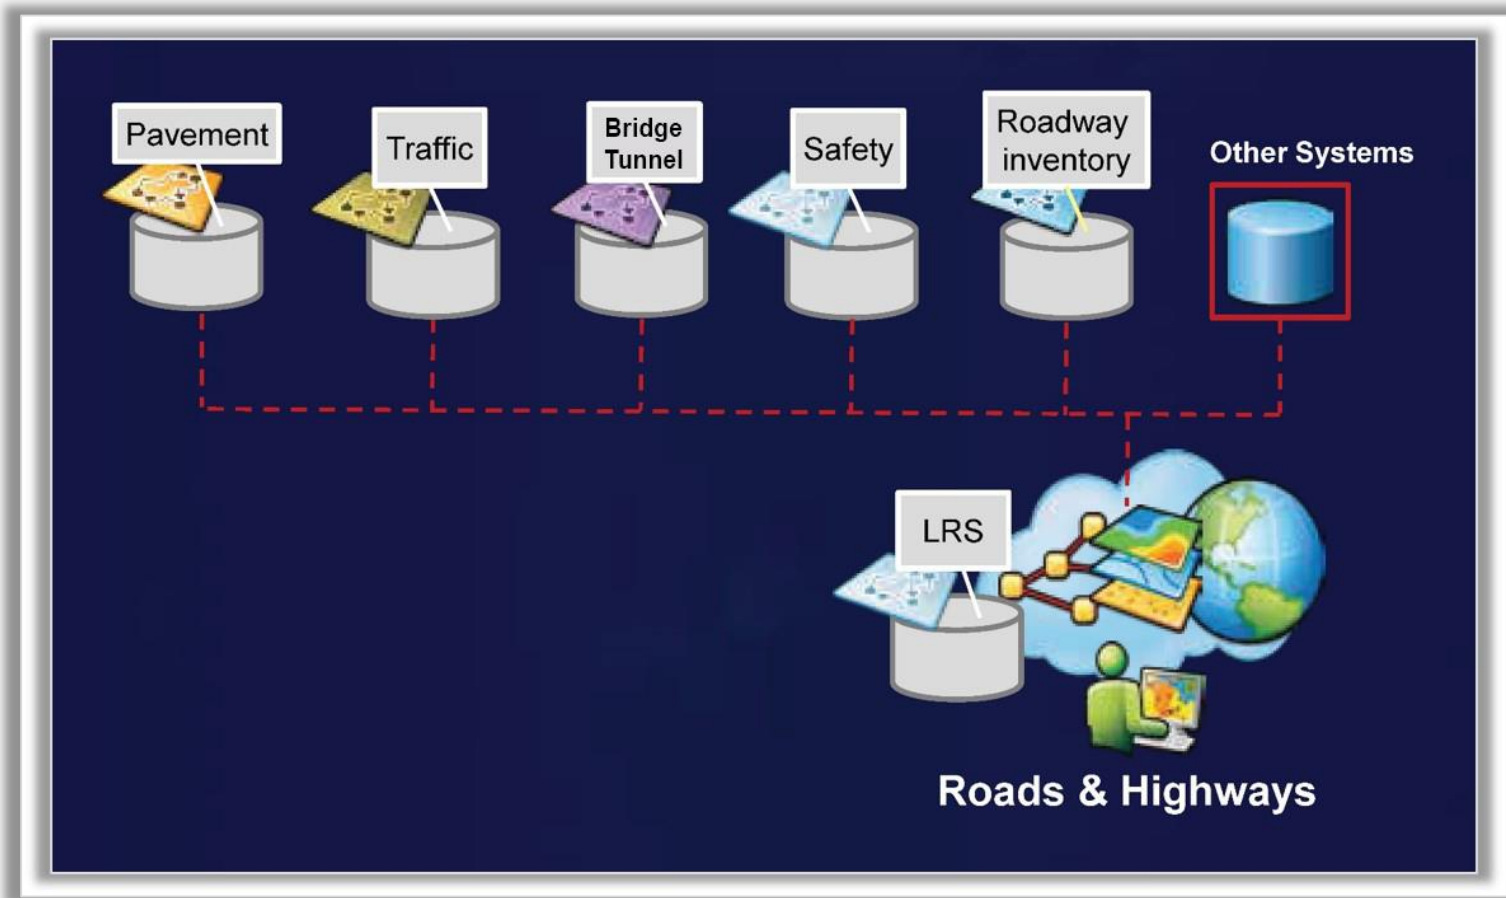 Pavement
Traffic
Bridge
Tunnel
Safety
Roadway
inventory
Other Systems
LRS
Roads & Highways